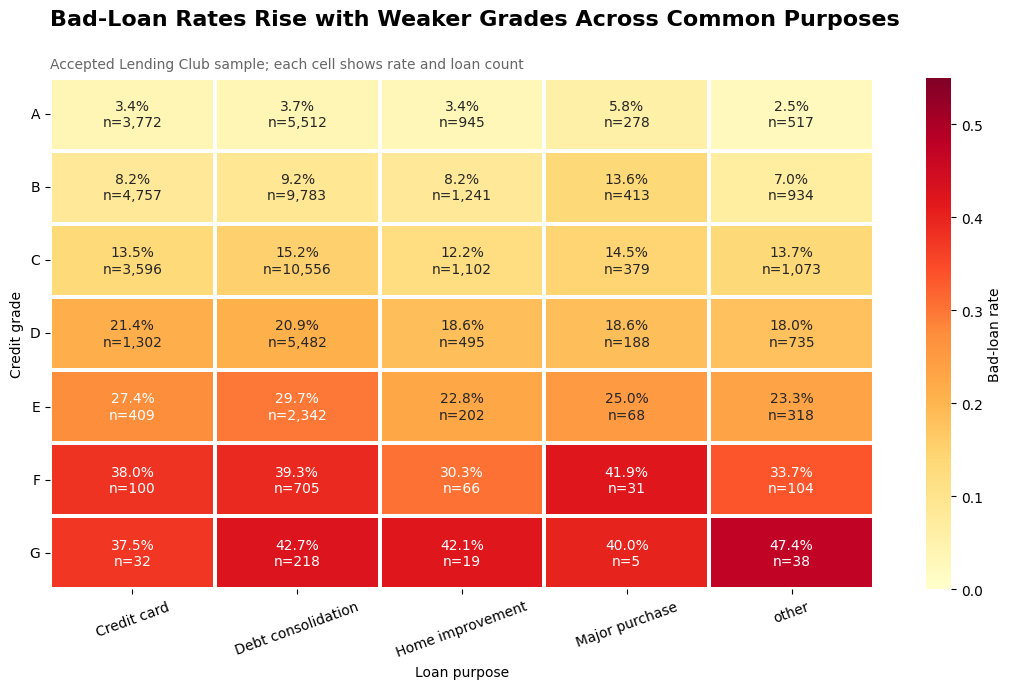 Bad-Loan Rates Rise with Weaker Grades Across Common Purposes
Accepted Lending Club sample; each cell shows rate and loan count
Credit grade
A
3.4%
n=3,772
3.7%
n=5,512
3.4%
n=945
5.8%
n=278
2.5%
n=517
B
8.2%
n=4,757
9.2%
n=9,783
8.2%
n=1,241
13.6%
n=413
7.0%
n=934
C
13.5%
n=3,596
15.2%
n=10,556
12.2%
n=1,102
14.5%
n=379
13.7%
n=1,073
D
21.4%
n=1,302
20.9%
n=5,482
18.6%
n=495
18.6%
n=188
18.0%
n=735
E
27.4%
n=409
29.7%
n=2,342
22.8%
n=202
25.0%
n=68
23.3%
n=318
F
38.0%
n=100
39.3%
n=705
30.3%
n=66
41.9%
n=31
33.7%
n=104
G
37.5%
n=32
42.7%
n=218
42.1%
n=19
40.0%
n=5
47.4%
n=38
Credit card
Debt consolidation
Home improvement
Major purchase
other
Loan purpose
0.5
0.4
0.3
0.2
0.1
0.0
Bad-loan rate